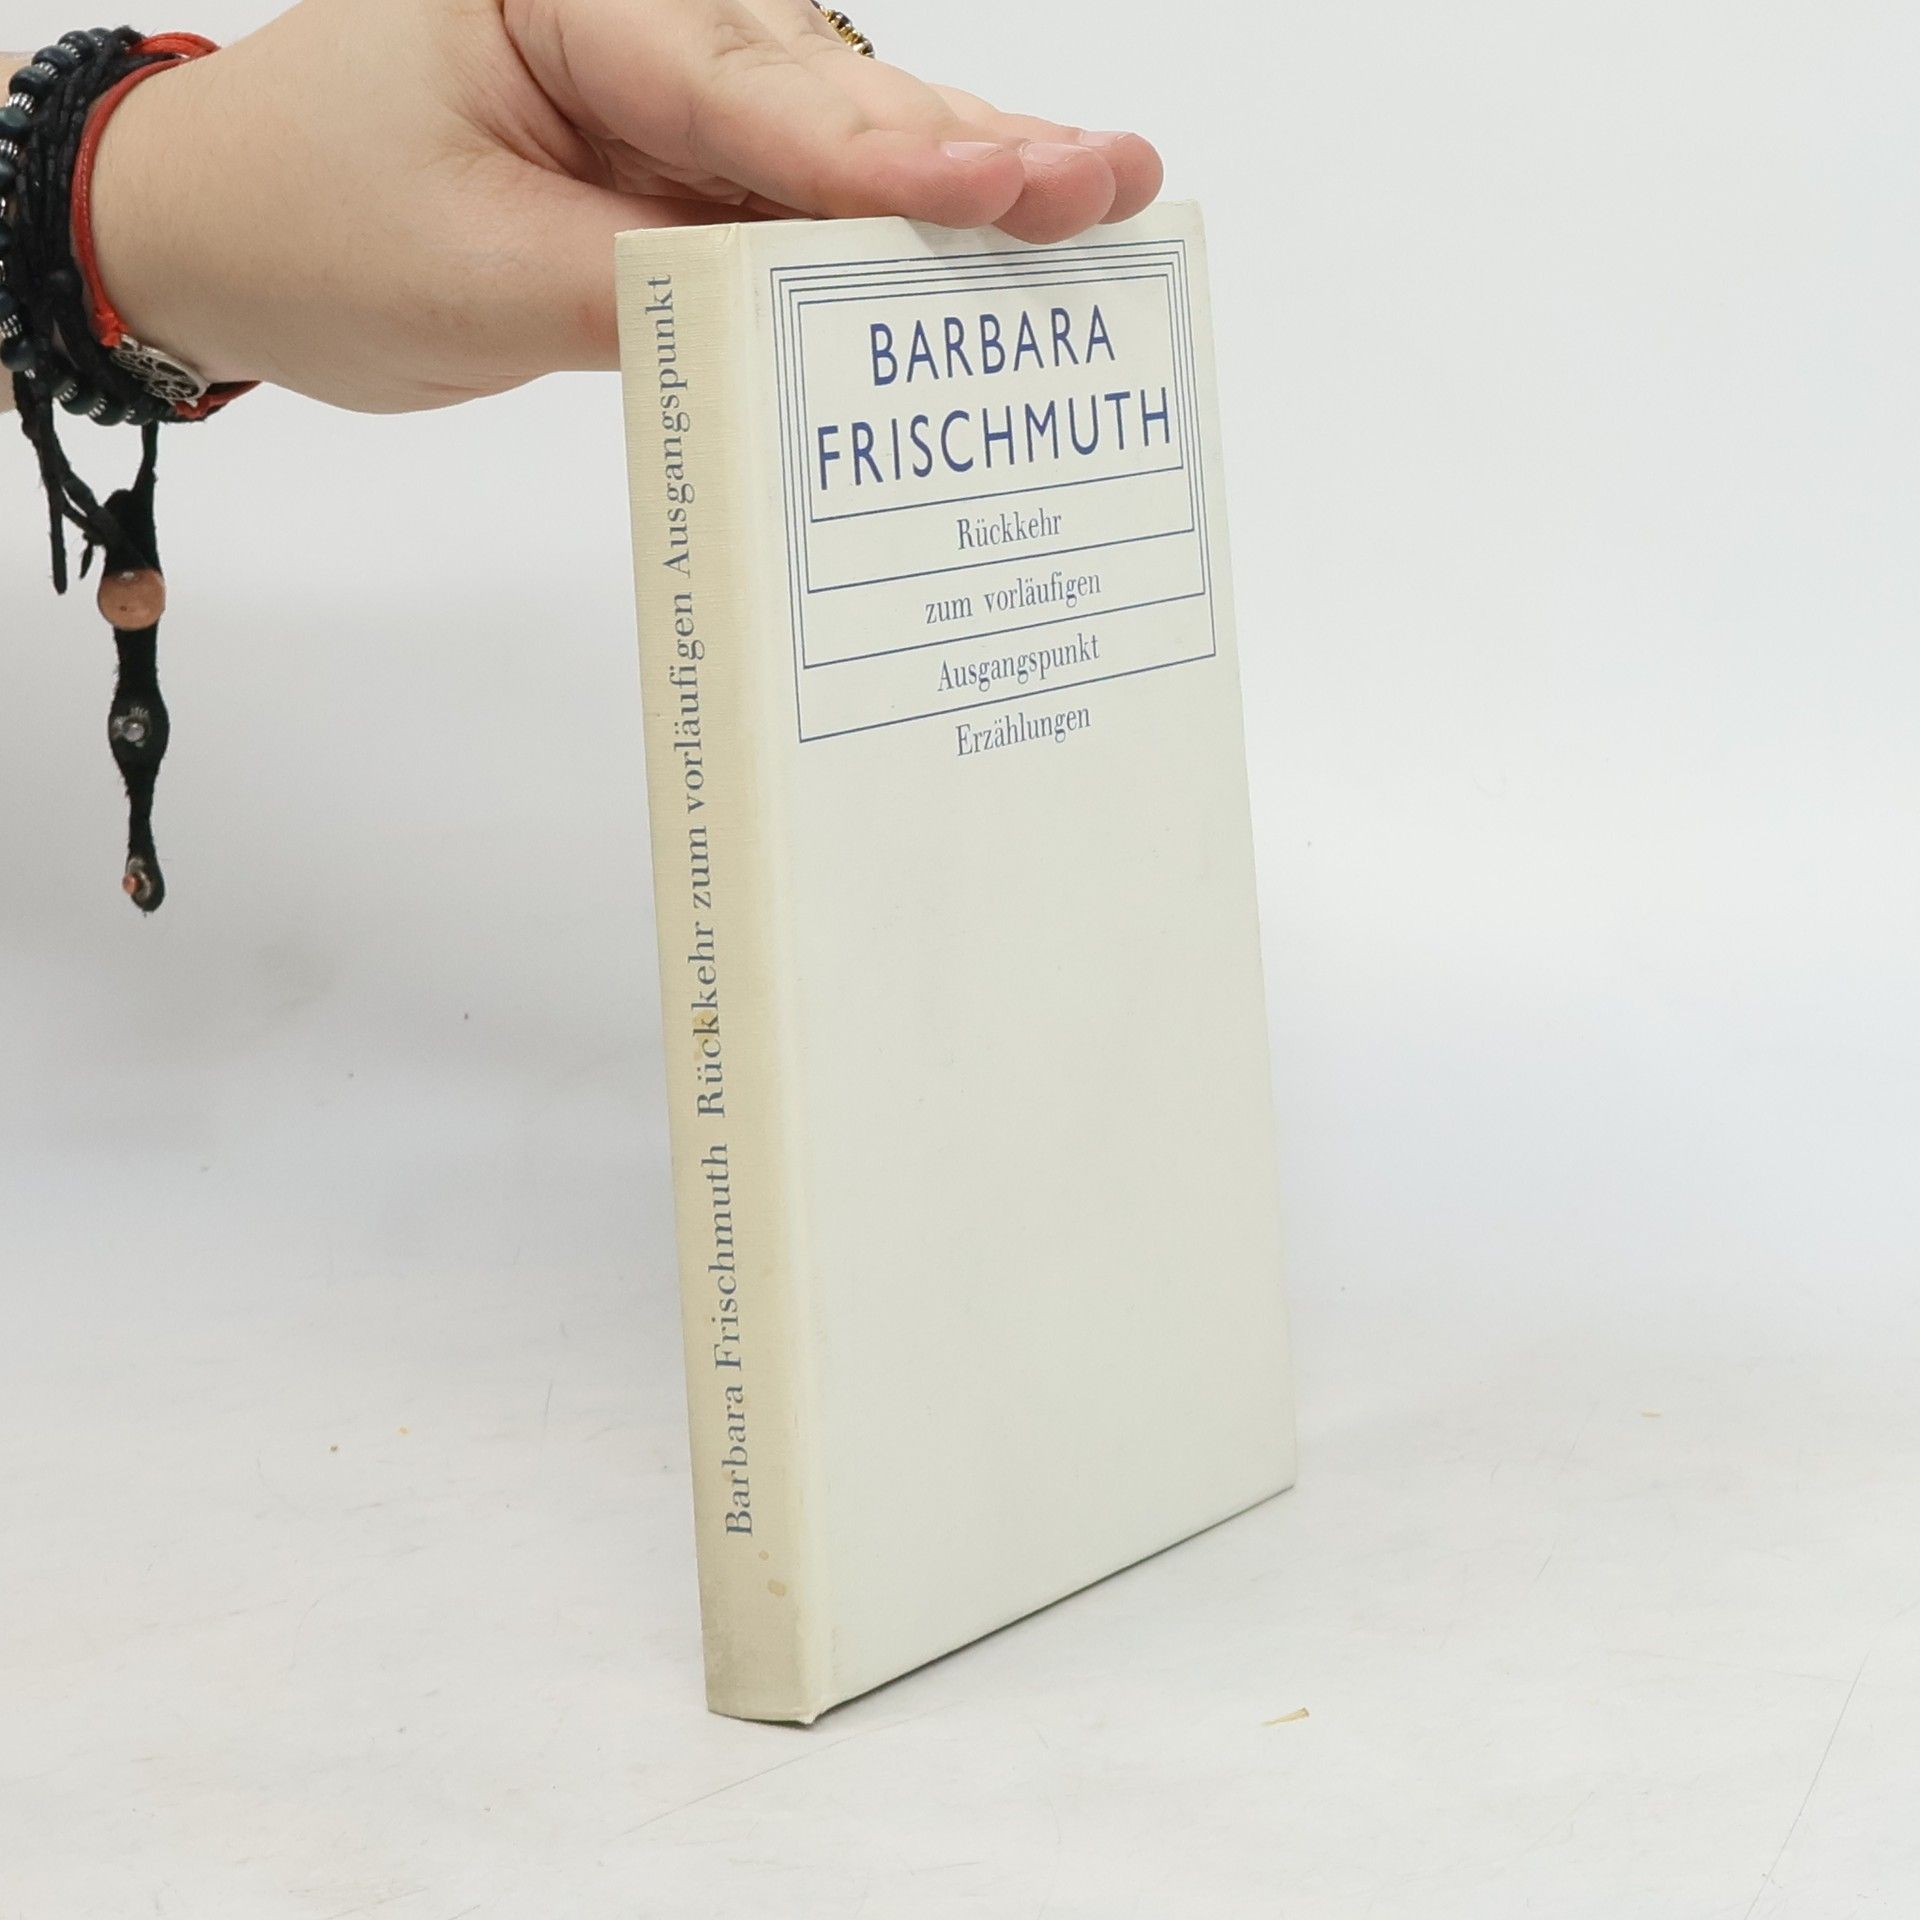 BARBARA
FRISCHMUTH
Rückkehr
zum vorläufigen
Ausgangspunkt
Erzählungen
Barbara Frischmuth Rückkehr zum vorläufigen Ausgangspunkt